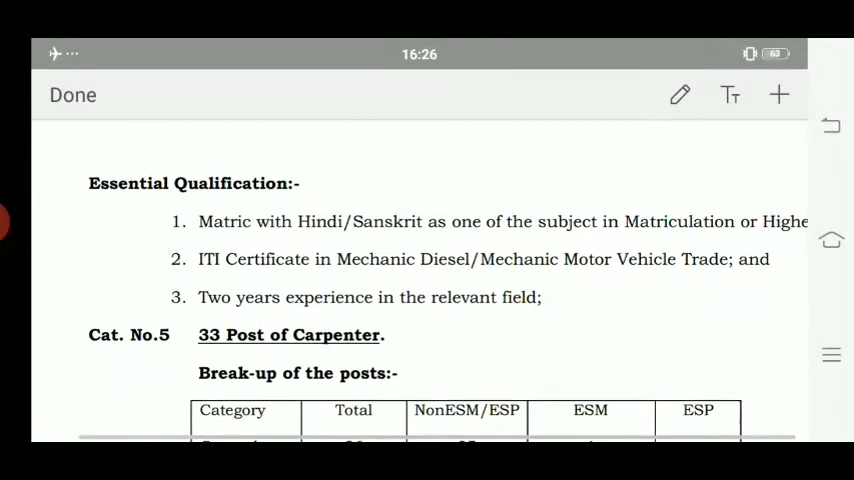 16:26
63
Done
Essential Qualification:-
1. Matric with Hindi/Sanskrit as one of the subject in Matriculation or Highe
2. ITI Certificate in Mechanic Diesel/Mechanic Motor Vehicle Trade; and
3. Two years experience in the relevant field;
Cat. No.5 33 Post of Carpenter.
Break-up of the posts:-
Category Total NonESM/ESP ESM ESP